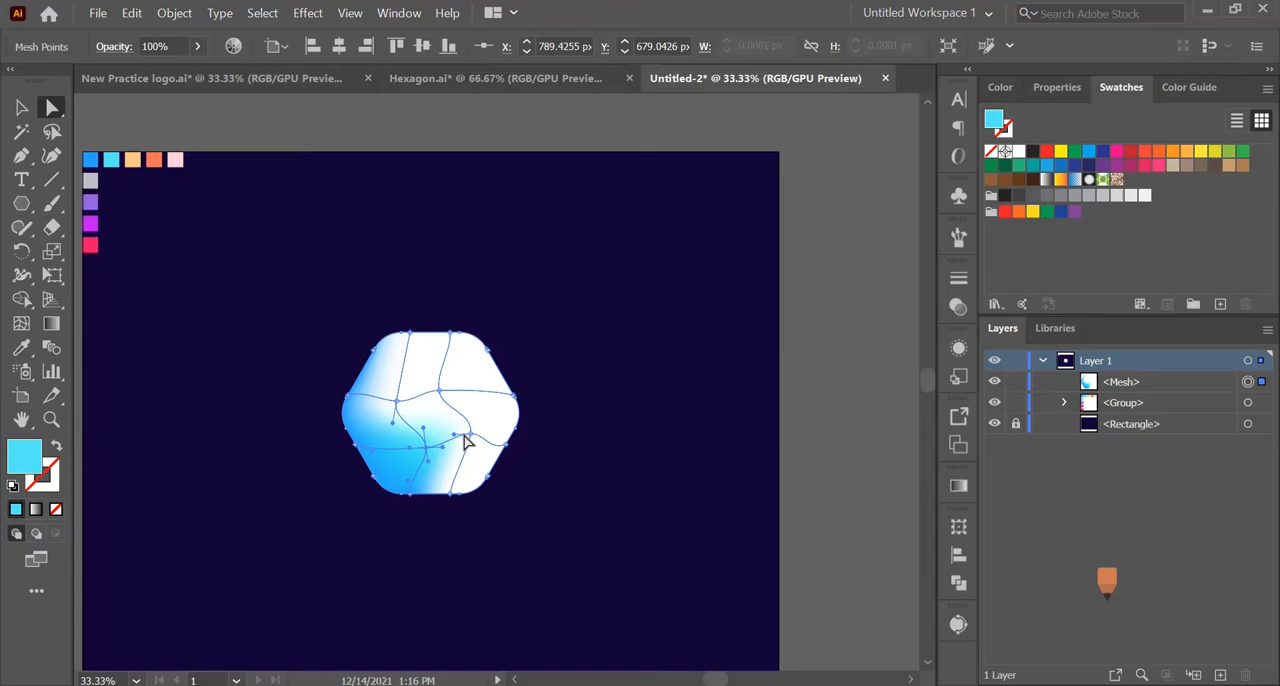 Ai File Edit Object Type Select Effect View Window Help Untitled Workspace 1 Search Adobe Stock
Mesh Points Opacity: 100% X: 789.4255 px Y: 679.0426 px W: 0.0001 px H: 0.0001 px
New Practice logo.ai* @ 33.33% (RGB/GPU Previe... Hexagon.ai* @ 66.67% (RGB/GPU Previe... Untitled-2* @ 33.33% (RGB/GPU Preview)
Color Properties Swatches Color Guide
Layers Libraries
Layer 1
<Mesh>
<Group>
<Rectangle>
33.33% 1 12/14/2021 1:16 PM 1 Layer